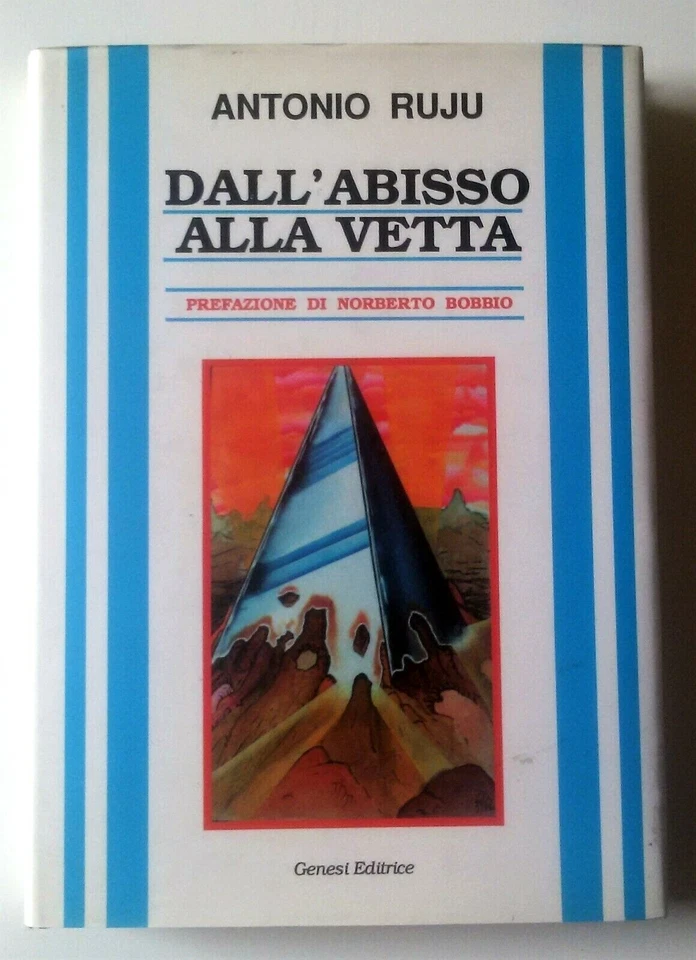 ANTONIO RUJU
DALL'ABISSO
ALLA VETTA
PREFAZIONE DI NORBERTO BOBBIO
Genesi Editrice